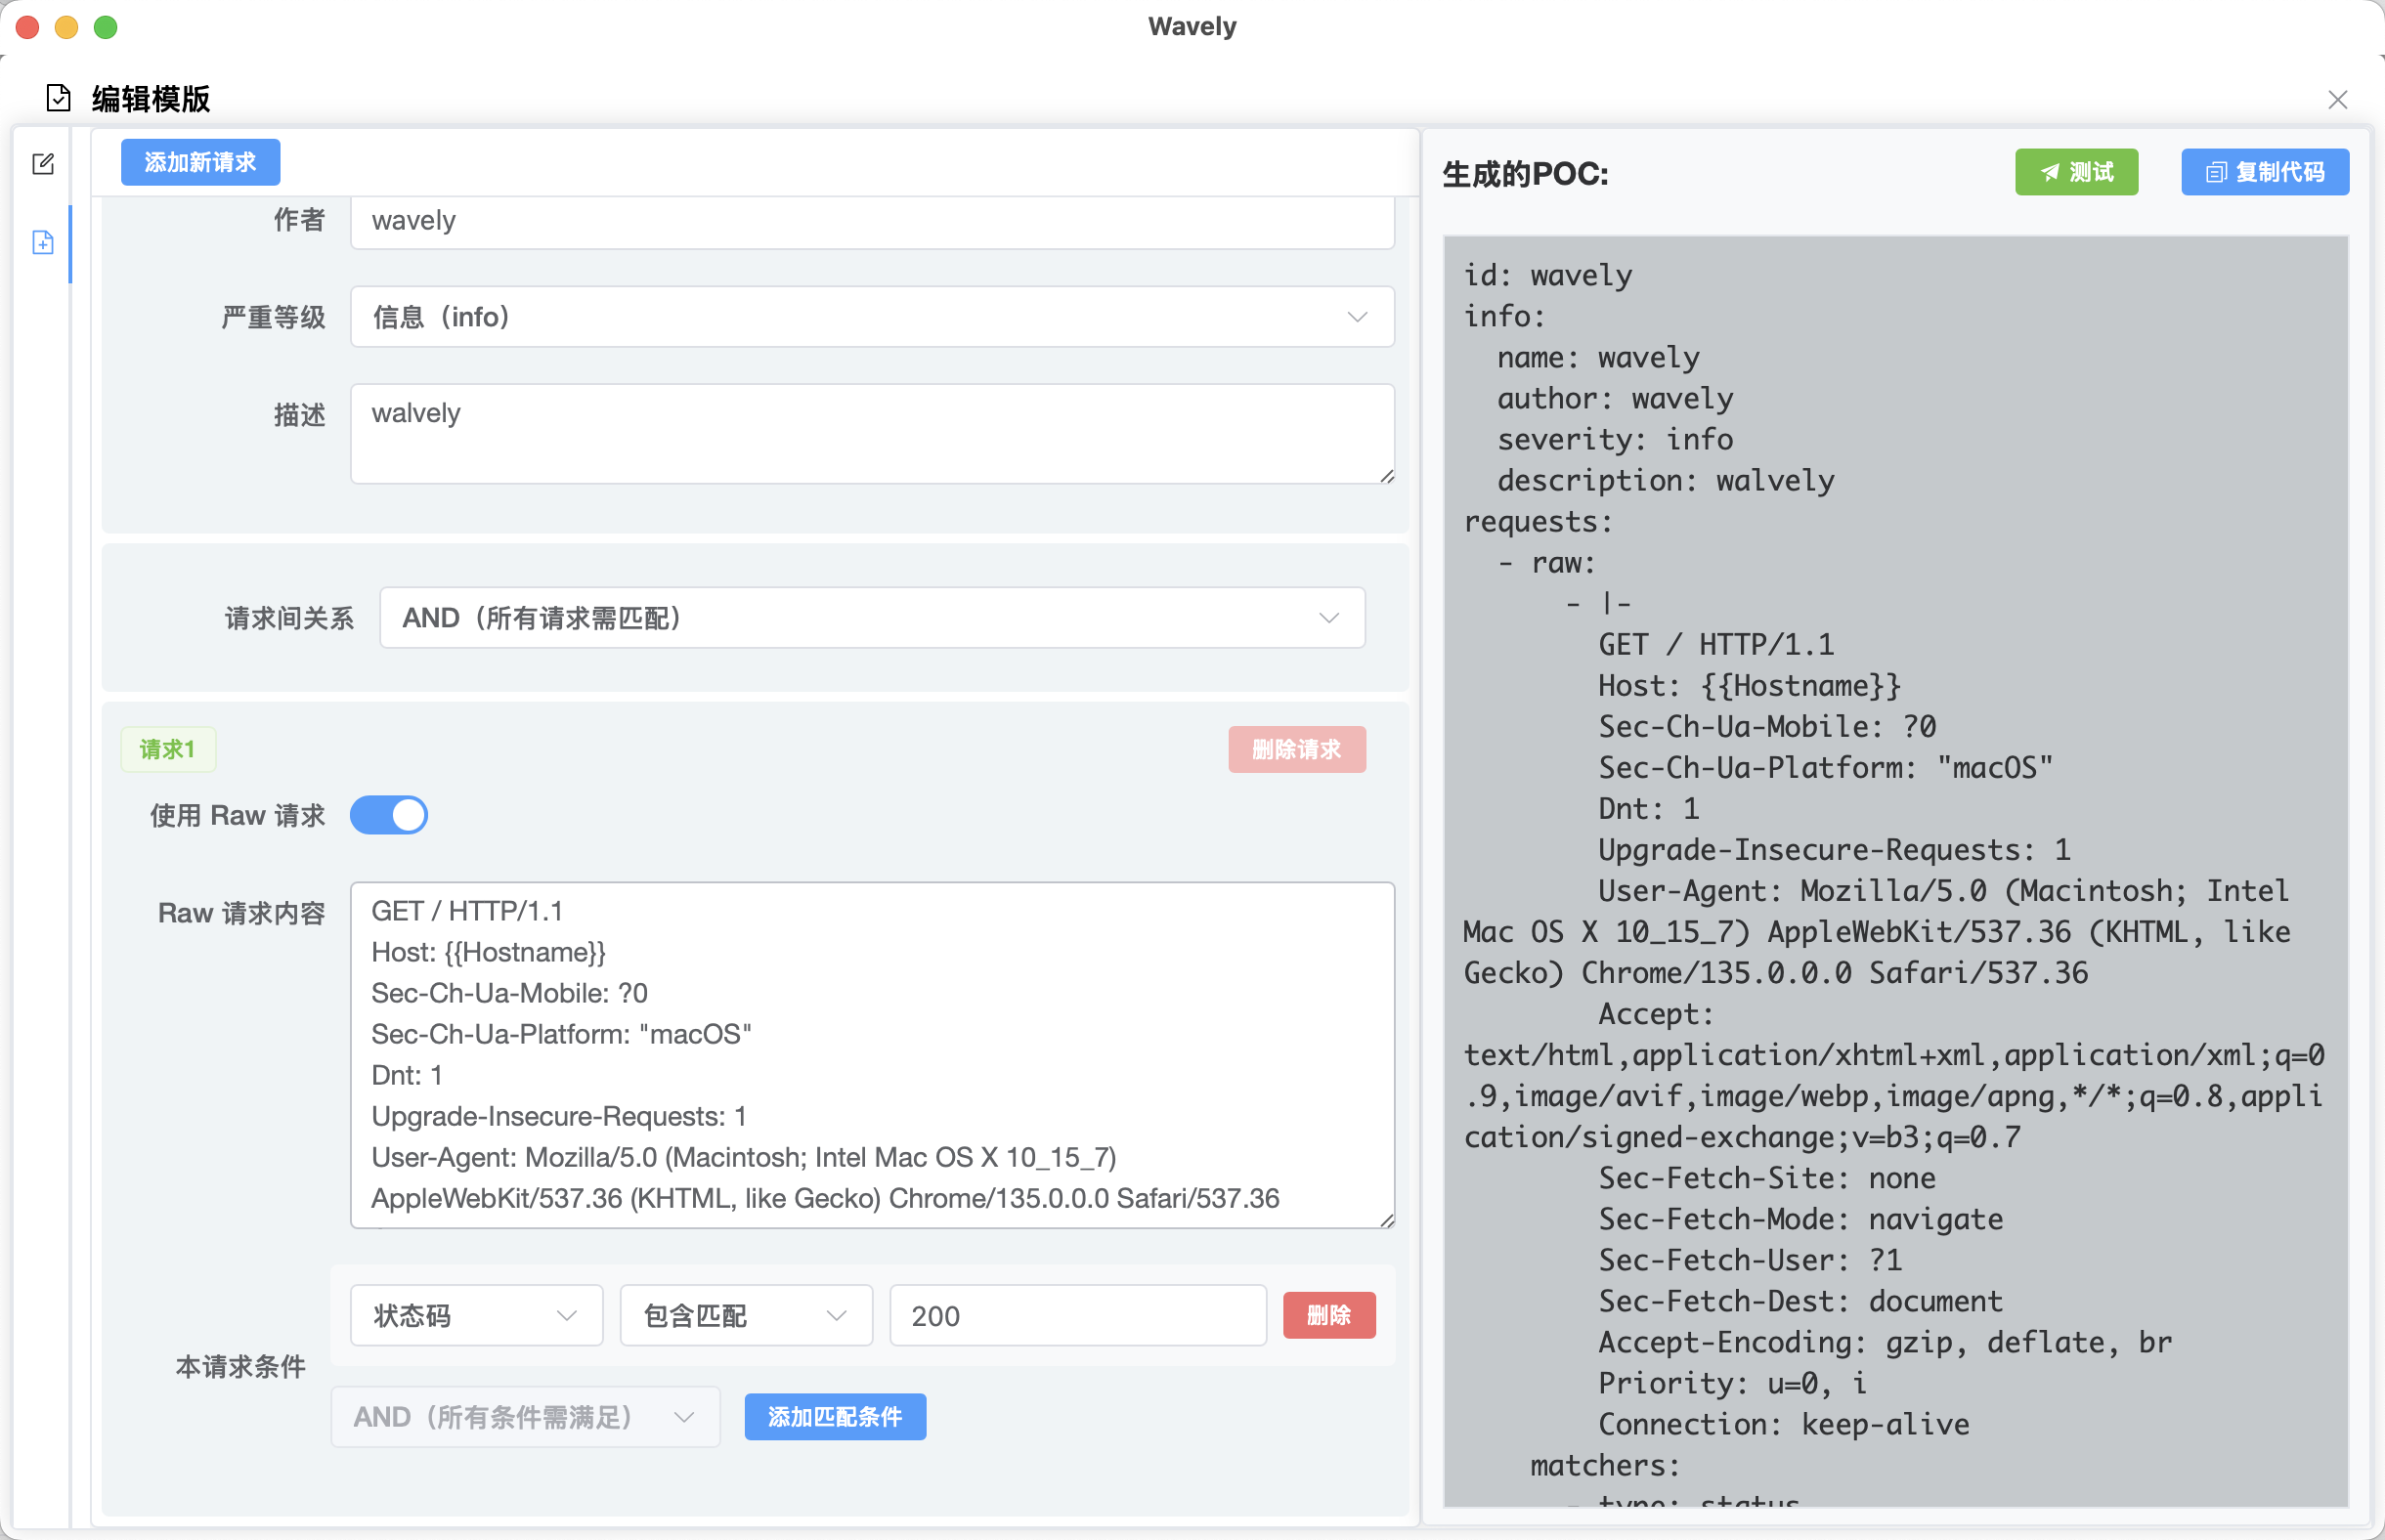 Wavely
编辑模版
添加新请求
作者
wavely
严重等级
信息（info）
描述
walvely
请求间关系
AND（所有请求需匹配）
请求1
删除请求
使用 Raw 请求
Raw 请求内容
GET / HTTP/1.1
Host: {{Hostname}}
Sec-Ch-Ua-Mobile: ?0
Sec-Ch-Ua-Platform: "macOS"
Dnt: 1
Upgrade-Insecure-Requests: 1
User-Agent: Mozilla/5.0 (Macintosh; Intel Mac OS X 10_15_7)
AppleWebKit/537.36 (KHTML, like Gecko) Chrome/135.0.0.0 Safari/537.36
本请求条件
状态码
包含匹配
200
删除
AND（所有条件需满足）
添加匹配条件
生成的POC:
测试
复制代码
id: wavely
info:
  name: wavely
  author: wavely
  severity: info
  description: walvely
requests:
  - raw:
      - |-
        GET / HTTP/1.1
        Host: {{Hostname}}
        Sec-Ch-Ua-Mobile: ?0
        Sec-Ch-Ua-Platform: "macOS"
        Dnt: 1
        Upgrade-Insecure-Requests: 1
        User-Agent: Mozilla/5.0 (Macintosh; Intel
Mac OS X 10_15_7) AppleWebKit/537.36 (KHTML, like
Gecko) Chrome/135.0.0.0 Safari/537.36
        Accept:
text/html,application/xhtml+xml,application/xml;q=0
.9,image/avif,image/webp,image/apng,*/*;q=0.8,appli
cation/signed-exchange;v=b3;q=0.7
        Sec-Fetch-Site: none
        Sec-Fetch-Mode: navigate
        Sec-Fetch-User: ?1
        Sec-Fetch-Dest: document
        Accept-Encoding: gzip, deflate, br
        Priority: u=0, i
        Connection: keep-alive
    matchers:
      - type: status